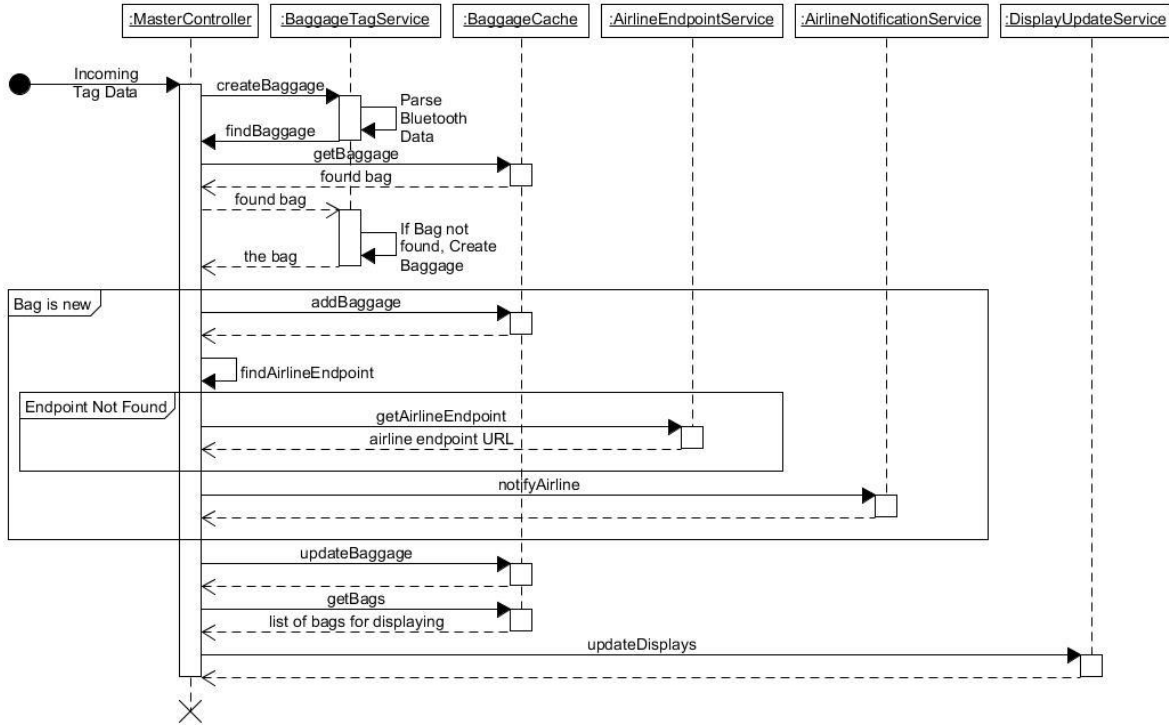 :MasterController
:BaggageTagService
:BaggageCache
:AirlineEndpointService
:AirlineNotificationService
:DisplayUpdateService
Incoming
Tag Data
createBaggage
Parse
Bluetooth
Data
findBaggage
getBaggage
found bag
found bag
If Bag not
found, Create
Baggage
the bag
Bag is new
addBaggage
findAirlineEndpoint
Endpoint Not Found
getAirlineEndpoint
airline endpoint URL
notifyAirline
updateBaggage
getBags
list of bags for displaying
updateDisplays